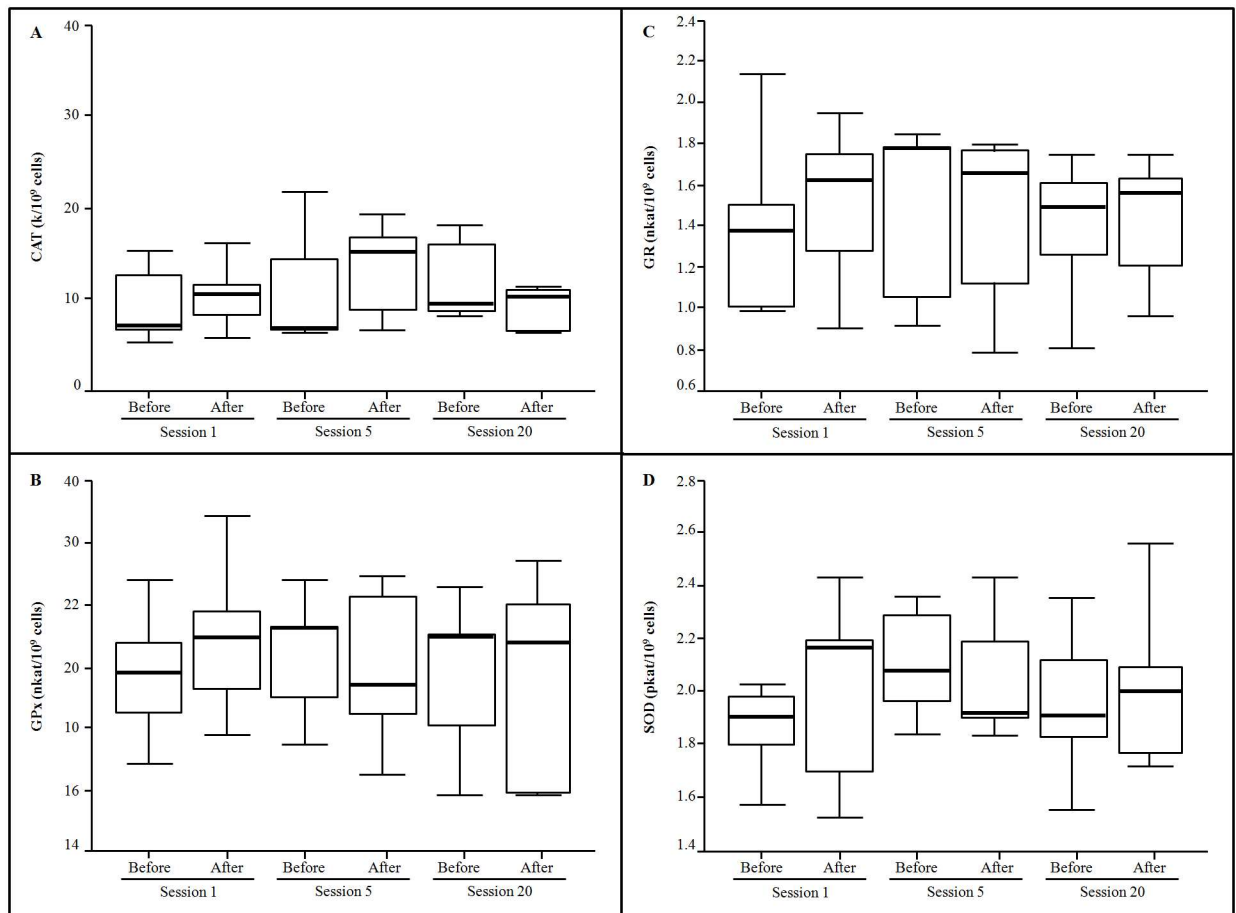 A
CAT (k/10⁹ cells)
40
30
20
10
0
Before After Before After Before After
Session 1 Session 5 Session 20
C
GR (nkat/10⁹ cells)
2.4
2.2
2.0
1.8
1.6
1.4
1.2
1.0
0.8
0.6
Before After Before After Before After
Session 1 Session 5 Session 20
B
GPx (nkat/10⁹ cells)
40
30
22
20
10
16
14
Before After Before After Before After
Session 1 Session 5 Session 20
D
SOD (pkat/10⁹ cells)
2.8
2.6
2.4
2.2
2.0
1.8
1.6
1.4
Before After Before After Before After
Session 1 Session 5 Session 20